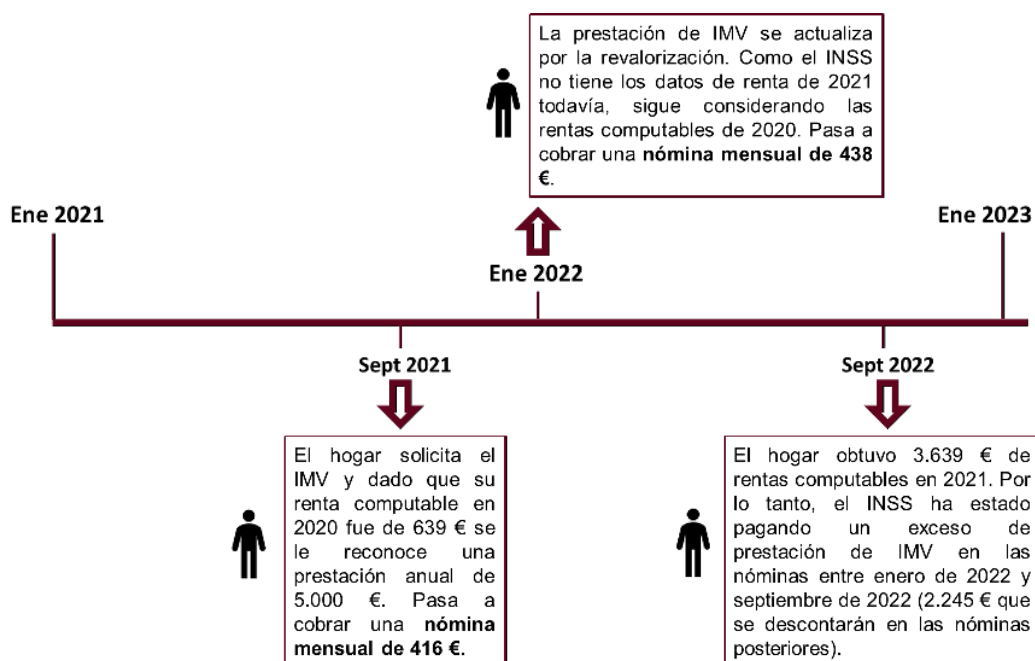 La prestación de IMV se actualiza
por la revalorización. Como el INSS
no tiene los datos de renta de 2021
todavía, sigue considerando las
rentas computables de 2020. Pasa a
cobrar una nómina mensual de 438
€.
Ene 2021
Ene 2023
Ene 2022
Sept 2021
Sept 2022
El hogar solicita el
IMV y dado que su
renta computable en
2020 fue de 639 € se
le reconoce una
prestación anual de
5.000 €. Pasa a
cobrar una nómina
mensual de 416 €.
El hogar obtuvo 3.639 € de
rentas computables en 2021. Por
lo tanto, el INSS ha estado
pagando un exceso de
prestación de IMV en las
nóminas entre enero de 2022 y
septiembre de 2022 (2.245 € que
se descontarán en las nóminas
posteriores).